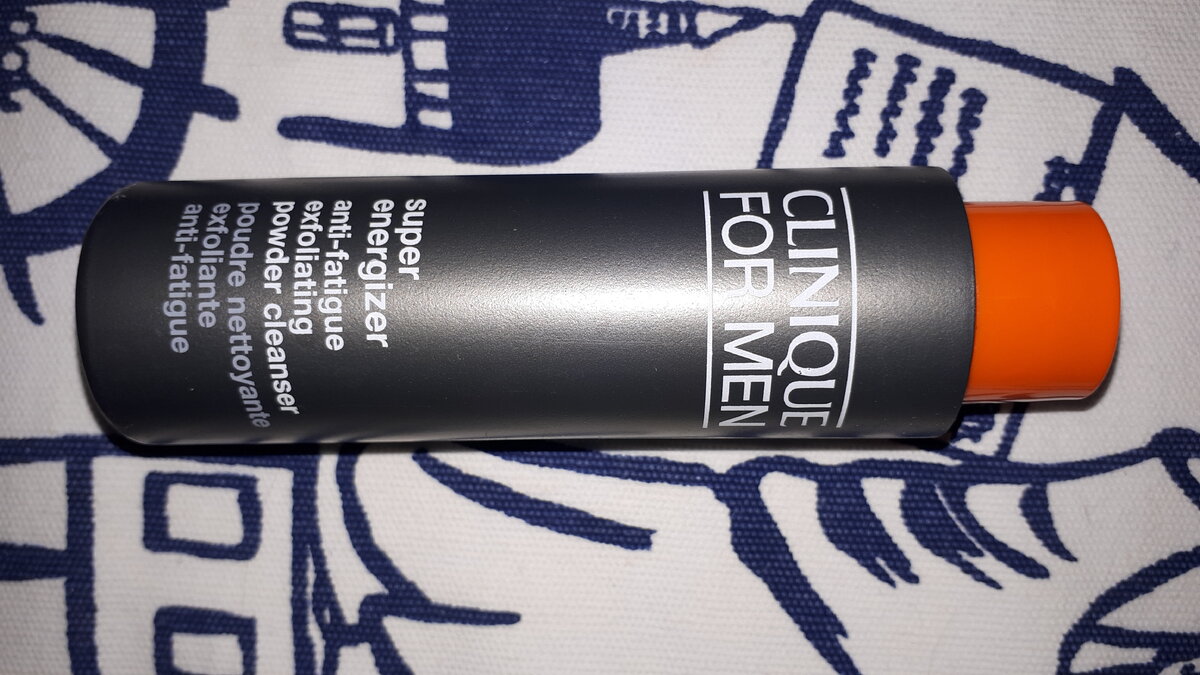 CLINIQUE
FOR MEN
super
energizer
anti-fatigue
exfoliating
powder cleanser
poudre nettoyante
exfoliante
anti-fatigue